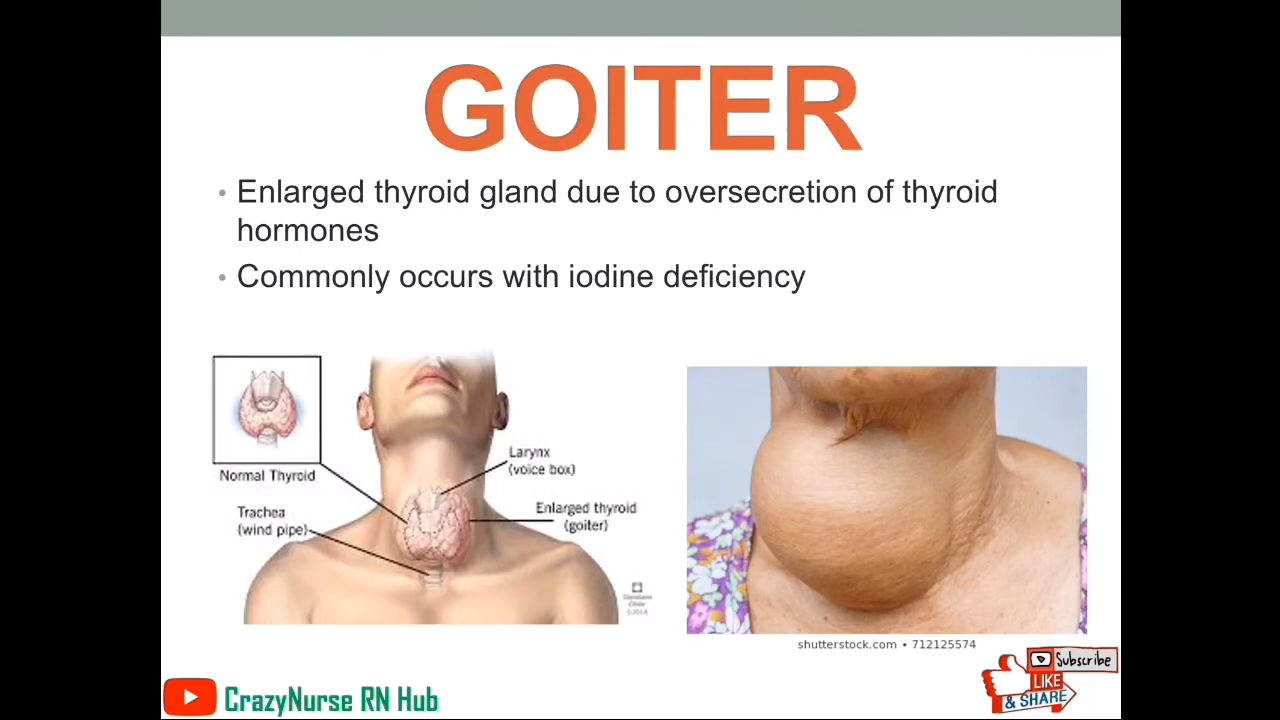 GOITER
• Enlarged thyroid gland due to oversecretion of thyroid
hormones
• Commonly occurs with iodine deficiency
Normal Thyroid
Larynx
(voice box)
Trachea
(wind pipe)
Enlarged thyroid
(goiter)
shutterstock.com • 712125574
CrazyNurse RN Hub
Subscribe
LIKE
& SHARE